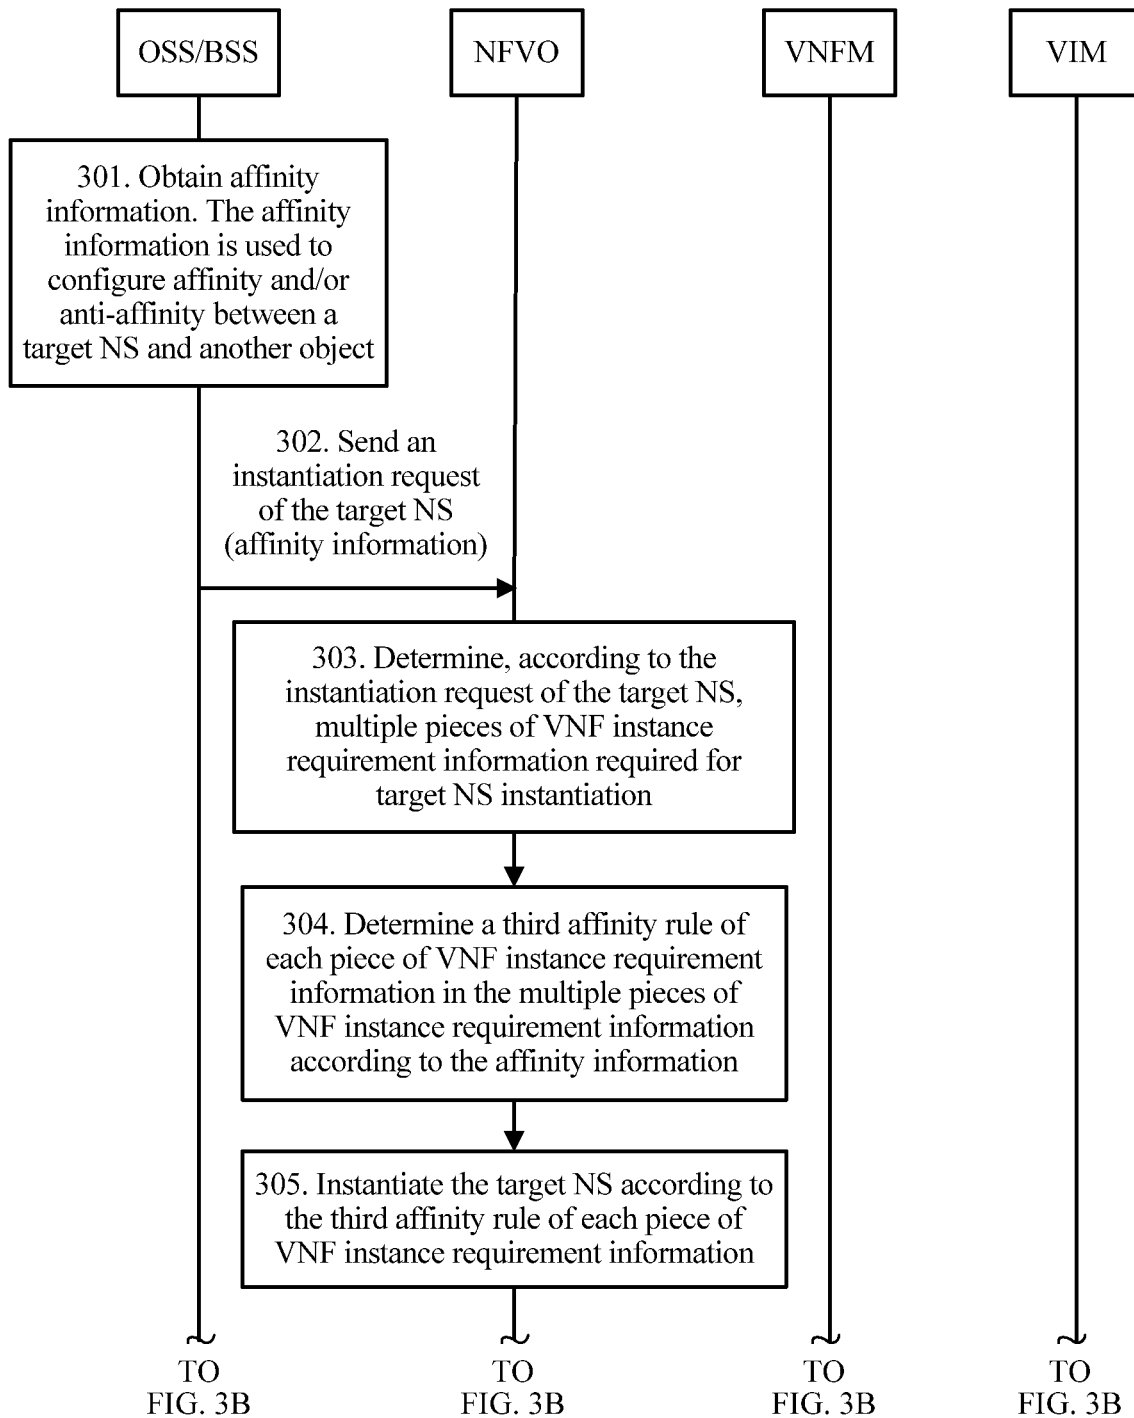 OSS/BSS
NFVO
VNFM
VIM
301. Obtain affinity
information. The affinity
information is used to
configure affinity and/or
anti-affinity between a
target NS and another object
302. Send an
instantiation request
of the target NS
(affinity information)
303. Determine, according to the
instantiation request of the target NS,
multiple pieces of VNF instance
requirement information required for
target NS instantiation
304. Determine a third affinity rule of
each piece of VNF instance requirement
information in the multiple pieces of
VNF instance requirement information
according to the affinity information
305. Instantiate the target NS according to
the third affinity rule of each piece of
VNF instance requirement information
TO
FIG. 3B
TO
FIG. 3B
TO
FIG. 3B
TO
FIG. 3B